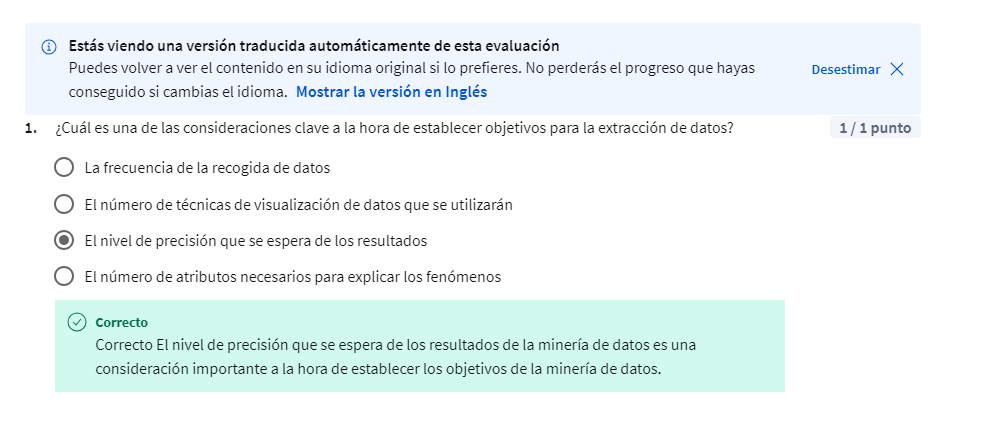 Estás viendo una versión traducida automáticamente de esta evaluación
Puedes volver a ver el contenido en su idioma original si lo prefieres. No perderás el progreso que hayas
conseguido si cambias el idioma. Mostrar la versión en Inglés
Desestimar
1. ¿Cuál es una de las consideraciones clave a la hora de establecer objetivos para la extracción de datos?
1 / 1 punto
La frecuencia de la recogida de datos
El número de técnicas de visualización de datos que se utilizarán
El nivel de precisión que se espera de los resultados
El número de atributos necesarios para explicar los fenómenos
Correcto
Correcto El nivel de precisión que se espera de los resultados de la minería de datos es una
consideración importante a la hora de establecer los objetivos de la minería de datos.